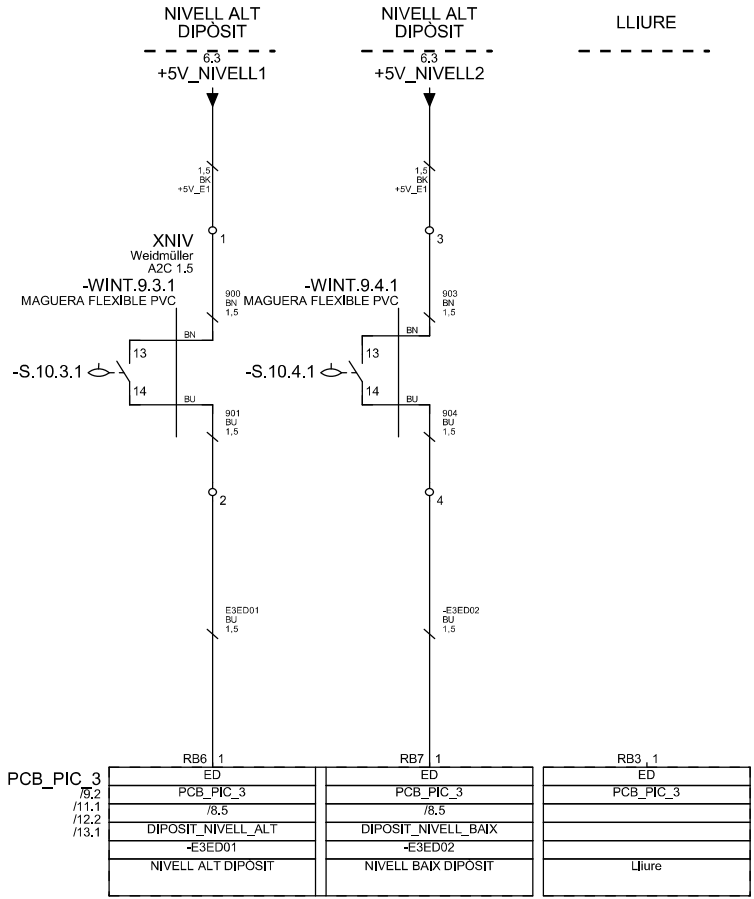 NIVELL ALT
DIPÒSIT
NIVELL ALT
DIPÒSIT
LLIURE
6.3
+5V_NIVELL1
6.3
+5V_NIVELL2
1,5
BK
+5V_E1
1,5
BK
+5V_E1
1
3
XNIV
Weidmüller
A2C 1.5
-WINT.9.3.1
MAGUERA FLEXIBLE PVC
900
BN
1,5
-WINT.9.4.1
MAGUERA FLEXIBLE PVC
903
BN
1,5
BN
BN
13
13
-S.10.3.1
-S.10.4.1
14
14
BU
BU
901
BU
1,5
904
BU
1,5
2
4
E3ED01
BU
1,5
-E3ED02
BU
1,5
RB6 1
RB7 1
RB3 1
PCB_PIC_3
/9.2
/11.1
/12.2
/13.1
ED
PCB_PIC_3
/8.5
DIPOSIT_NIVELL_ALT
-E3ED01
NIVELL ALT DIPÒSIT
ED
PCB_PIC_3
/8.5
DIPOSIT_NIVELL_BAIX
-E3ED02
NIVELL BAIX DIPÒSIT
ED
PCB_PIC_3
Lliure